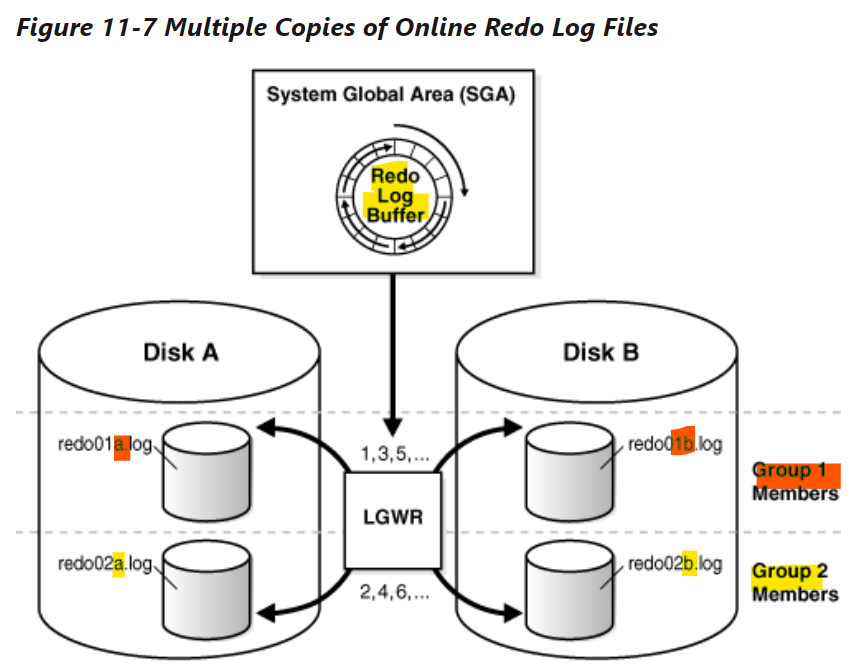 Figure 11-7 Multiple Copies of Online Redo Log Files
System Global Area (SGA)
Redo
Log
Buffer
Disk A
Disk B
redo01a.log
1,3,5,...
redo01b.log
Group 1
Members
LGWR
redo02a.log
2,4,6,...
redo02b.log
Group 2
Members